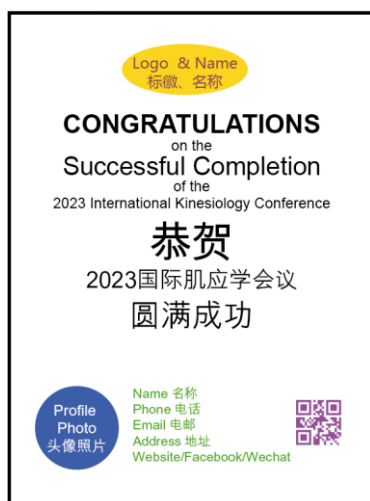 Logo & Name
标徽、名称
CONGRATULATIONS
on the
Successful Completion
of the
2023 International Kinesiology Conference
恭贺
2023国际肌应学会议
圆满成功
Profile
Photo
头像照片
Name 名称
Phone 电话
Email 电邮
Address 地址
Website/Facebook/Wechat